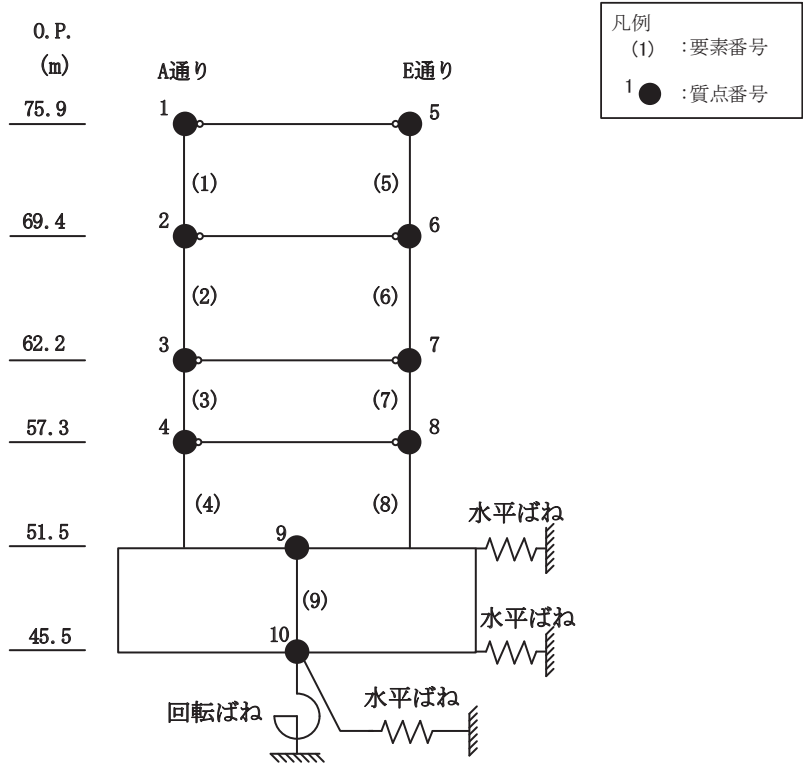 凡例
(1) :要素番号
1 :質点番号
O.P.
(m)
A通り
E通り
75.9
1
5
(1)
(5)
69.4
2
6
(2)
(6)
62.2
3
7
(3)
(7)
57.3
4
8
(4)
(8)
水平ばね
51.5
9
(9)
水平ばね
45.5
10
回転ばね
水平ばね